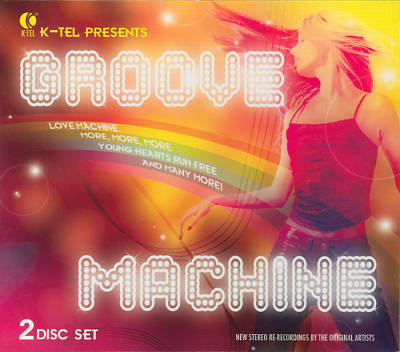 K-TEL
K-TEL PRESENTS
GROOVE
LOVE MACHINE
MORE, MORE, MORE
YOUNG HEARTS RUN FREE
AND MANY MORE!
MACHINE
2 DISC SET
NEW STEREO RE-RECORDINGS BY THE ORIGINAL ARTISTS